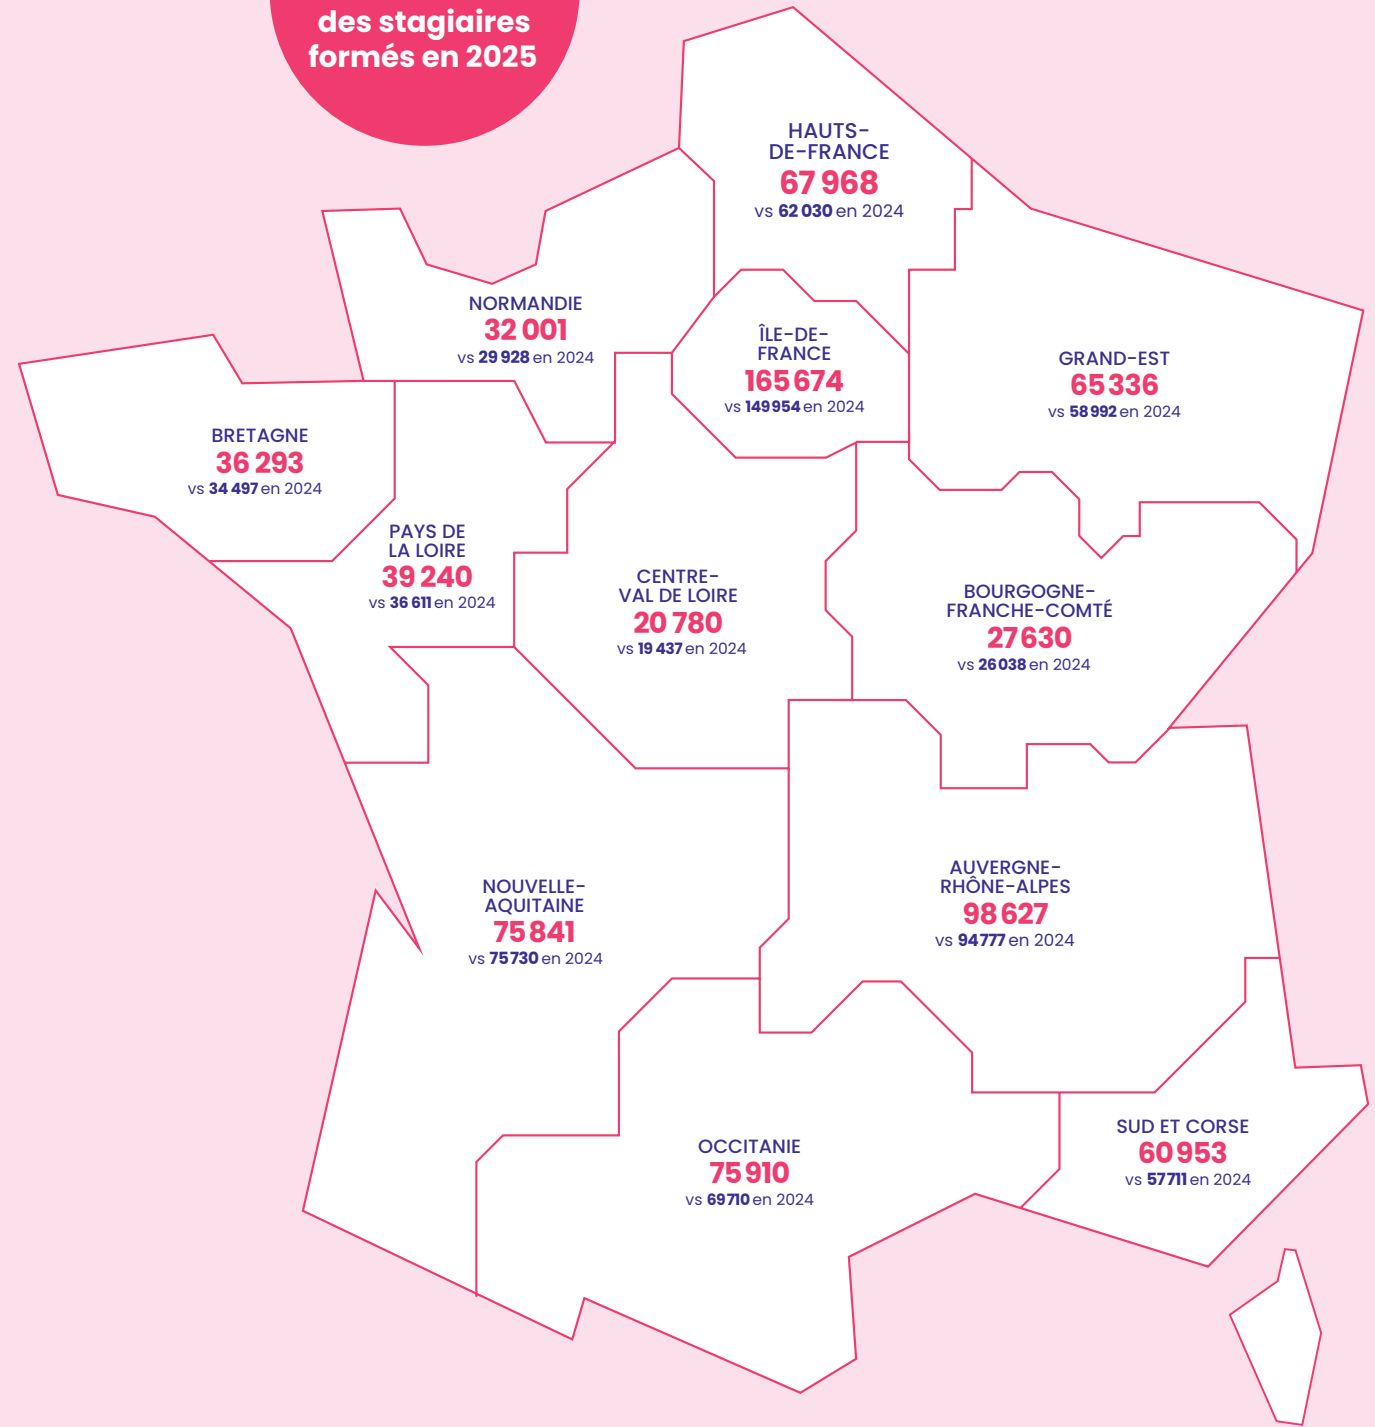 des stagiaires
formés en 2025
HAUTS-
DE-FRANCE
67 968
vs 62 030 en 2024
NORMANDIE
32 001
vs 29 928 en 2024
ÎLE-DE-
FRANCE
165 674
vs 149 954 en 2024
GRAND-EST
65 336
vs 58 992 en 2024
BRETAGNE
36 293
vs 34 497 en 2024
PAYS DE
LA LOIRE
39 240
vs 36 611 en 2024
CENTRE-
VAL DE LOIRE
20 780
vs 19 437 en 2024
BOURGOGNE-
FRANCHE-COMTÉ
27 630
vs 26 038 en 2024
NOUVELLE-
AQUITAINE
75 841
vs 75 730 en 2024
AUVERGNE-
RHÔNE-ALPES
98 627
vs 94 777 en 2024
OCCITANIE
75 910
vs 69 710 en 2024
SUD ET CORSE
60 953
vs 57 711 en 2024